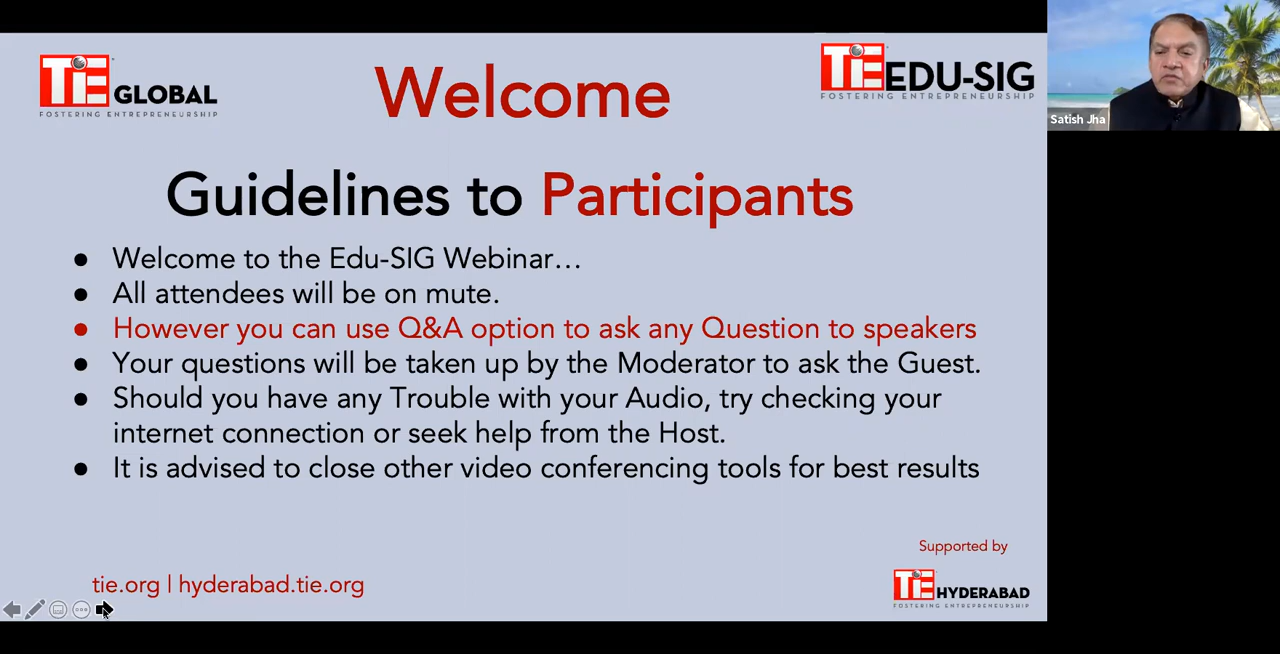 TiE GLOBAL
FOSTERING ENTREPRENEURSHIP
Welcome
TiE EDU-SIG
FOSTERING ENTREPRENEURSHIP
Satish Jha
Guidelines to Participants
● Welcome to the Edu-SIG Webinar…
● All attendees will be on mute.
● However you can use Q&A option to ask any Question to speakers
● Your questions will be taken up by the Moderator to ask the Guest.
● Should you have any Trouble with your Audio, try checking your
internet connection or seek help from the Host.
● It is advised to close other video conferencing tools for best results
Supported by
tie.org | hyderabad.tie.org
TiE HYDERABAD
FOSTERING ENTREPRENEURSHIP